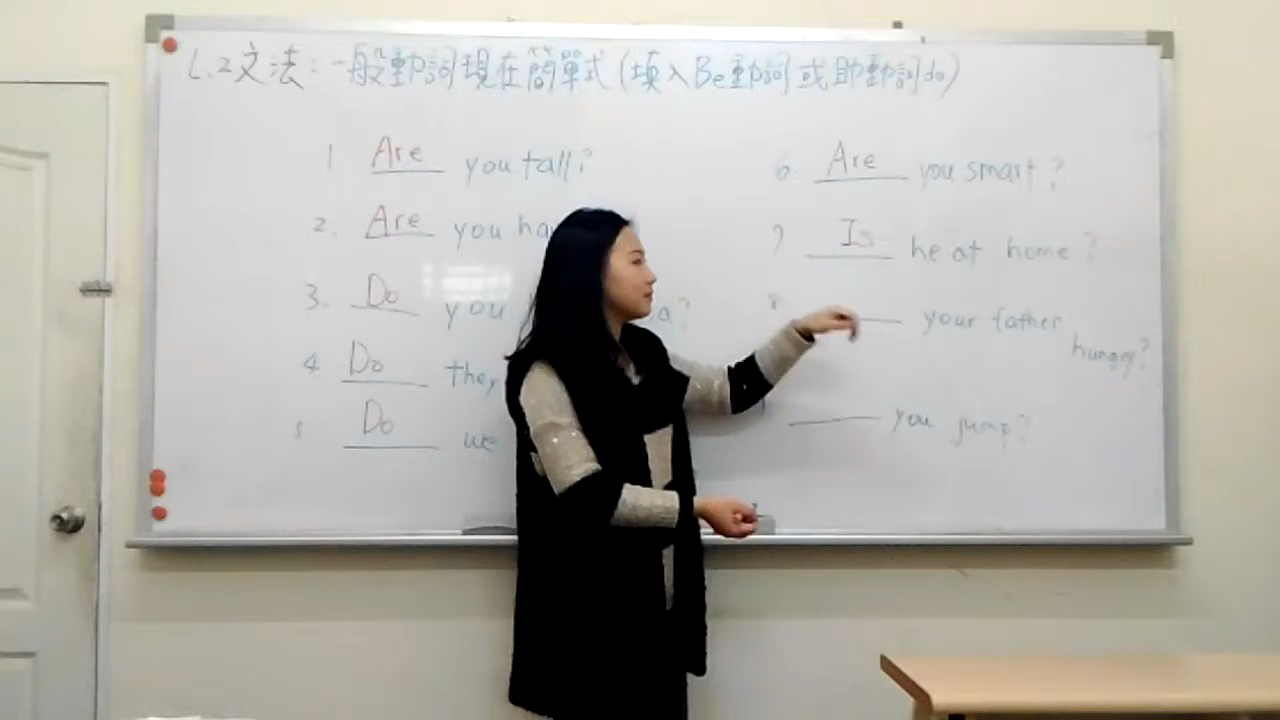 L.2文法：一般動詞現在簡單式(填入Be動詞或助動詞do)
1 Are you tall?
2. Are you
3. Do you
4 Do they
5 Do we
6 Are you smart?
7 Is he at home?
8 your father
hungry?
you jump?